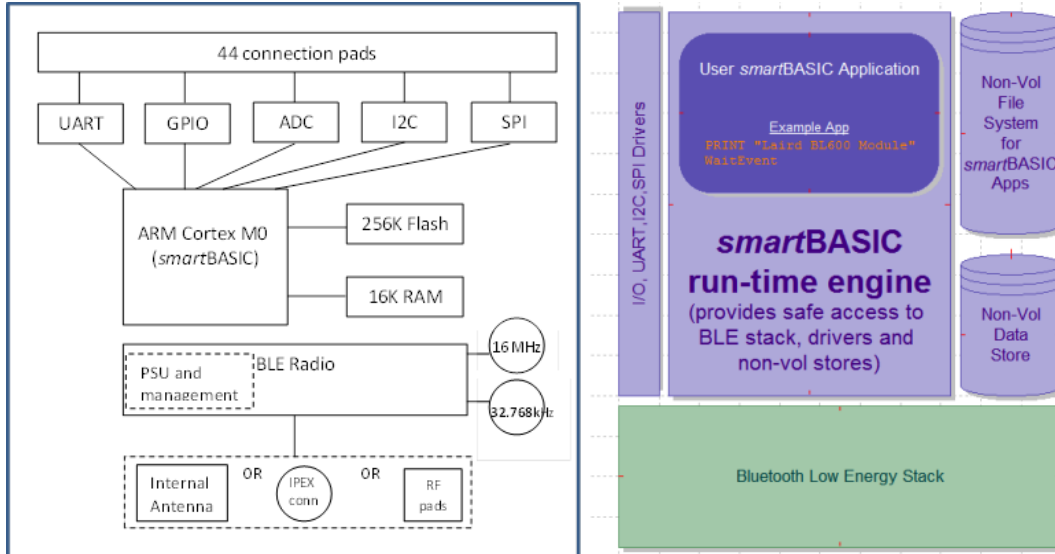 44 connection pads
UART
GPIO
ADC
I2C
SPI
ARM Cortex M0
(smartBASIC)
256K Flash
16K RAM
BLE Radio
PSU and
management
16 MHz
32.768kHz
Internal
Antenna
OR
IPEX
conn
OR
RF
pads
I/O, UART,I2C,SPI Drivers
User smartBASIC Application
Example App
PRINT "Laird BL600 Module"
WaitEvent
smartBASIC
run-time engine
(provides safe access to
BLE stack, drivers and
non-vol stores)
Non-Vol
File
System
for
smartBASIC
Apps
Non-Vol
Data
Store
Bluetooth Low Energy Stack